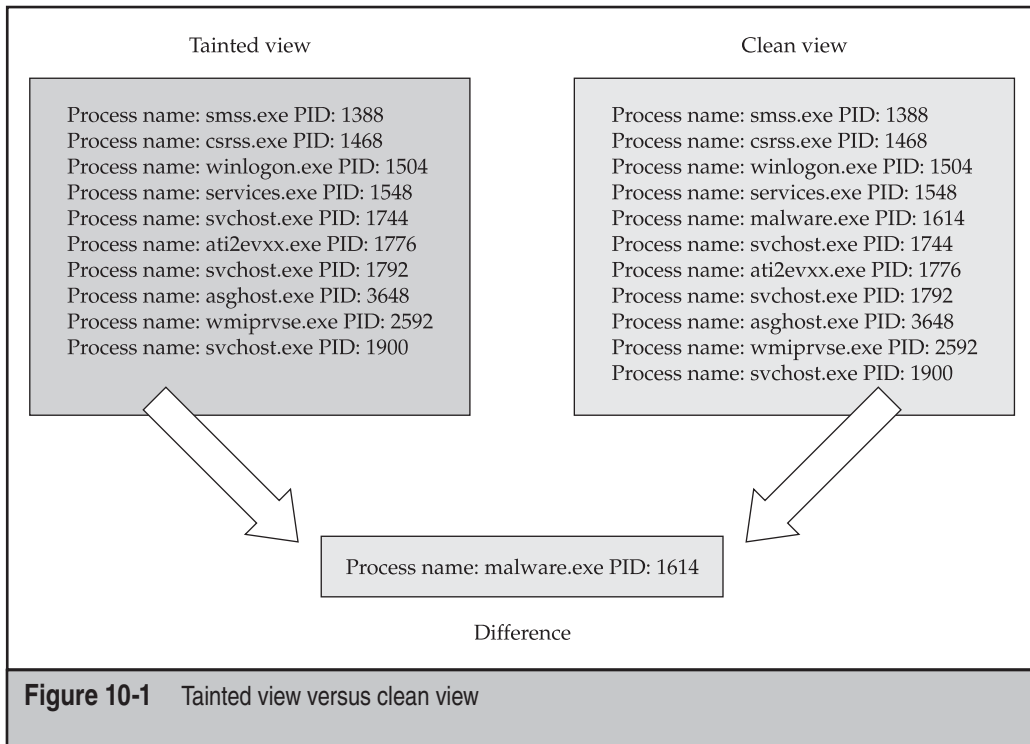 Tainted view
Process name: smss.exe PID: 1388
Process name: csrss.exe PID: 1468
Process name: winlogon.exe PID: 1504
Process name: services.exe PID: 1548
Process name: svchost.exe PID: 1744
Process name: ati2evxx.exe PID: 1776
Process name: svchost.exe PID: 1792
Process name: asghost.exe PID: 3648
Process name: wmiprvse.exe PID: 2592
Process name: svchost.exe PID: 1900
Clean view
Process name: smss.exe PID: 1388
Process name: csrss.exe PID: 1468
Process name: winlogon.exe PID: 1504
Process name: services.exe PID: 1548
Process name: malware.exe PID: 1614
Process name: svchost.exe PID: 1744
Process name: ati2evxx.exe PID: 1776
Process name: svchost.exe PID: 1792
Process name: asghost.exe PID: 3648
Process name: wmiprvse.exe PID: 2592
Process name: svchost.exe PID: 1900
Process name: malware.exe PID: 1614
Difference
Figure 10-1 Tainted view versus clean view